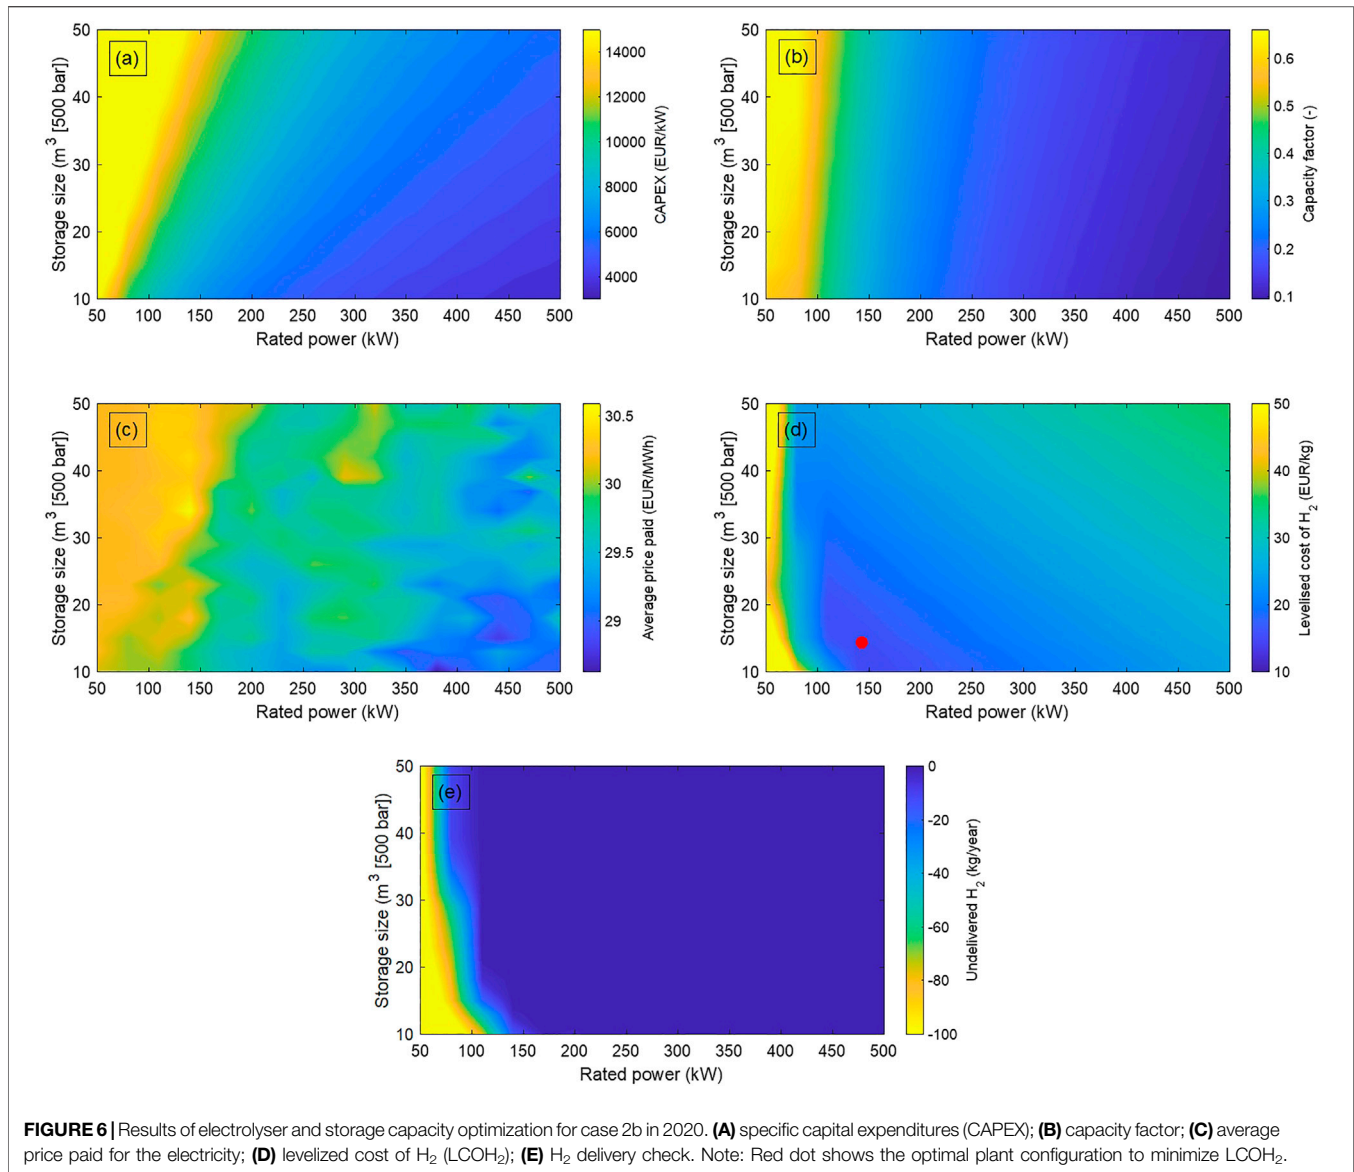 50
40
30
20
10
Storage size (m³ [500 bar])
(a)
50 100 150 200 250 300 350 400 450 500
Rated power (kW)
14000
12000
10000
8000
6000
4000
CAPEX (EUR/kW)
50
40
30
20
10
Storage size (m³ [500 bar])
(b)
50 100 150 200 250 300 350 400 450 500
Rated power (kW)
0.6
0.5
0.4
0.3
0.2
0.1
Capacity factor (-)
50
40
30
20
10
Storage size (m³ [500 bar])
(c)
50 100 150 200 250 300 350 400 450 500
Rated power (kW)
30.5
30
29.5
29
Average price paid (EUR/MWh)
50
40
30
20
10
Storage size (m³ [500 bar])
(d)
50 100 150 200 250 300 350 400 450 500
Rated power (kW)
50
40
30
20
10
Levelised cost of H₂ (EUR/kg)
50
40
30
20
10
Storage size (m³ [500 bar])
(e)
50 100 150 200 250 300 350 400 450 500
Rated power (kW)
0
-20
-40
-60
-80
-100
Undelivered H₂ (kg/year)
FIGURE 6 | Results of electrolyser and storage capacity optimization for case 2b in 2020. (A) specific capital expenditures (CAPEX); (B) capacity factor; (C) average
price paid for the electricity; (D) levelized cost of H₂ (LCOH₂); (E) H₂ delivery check. Note: Red dot shows the optimal plant configuration to minimize LCOH₂.